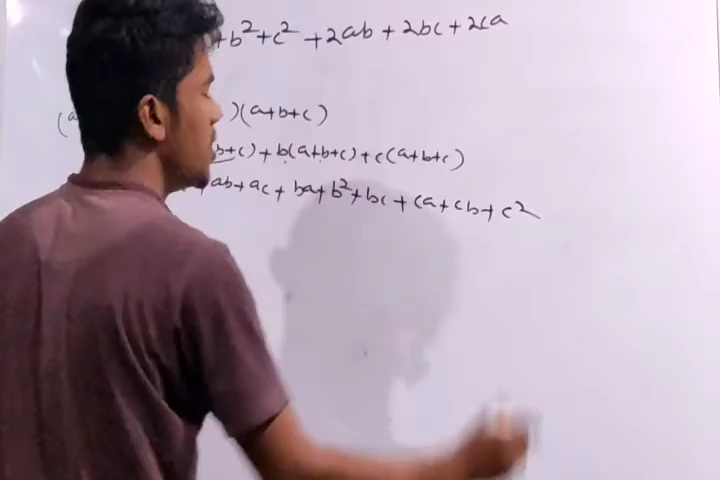 +b²+c²+2ab+2bc+2ca
(a )(a+b+c)
b+c)+b(a+b+c)+c(a+b+c)
+ab+ac+ba+b²+bc+ca+cb+c²